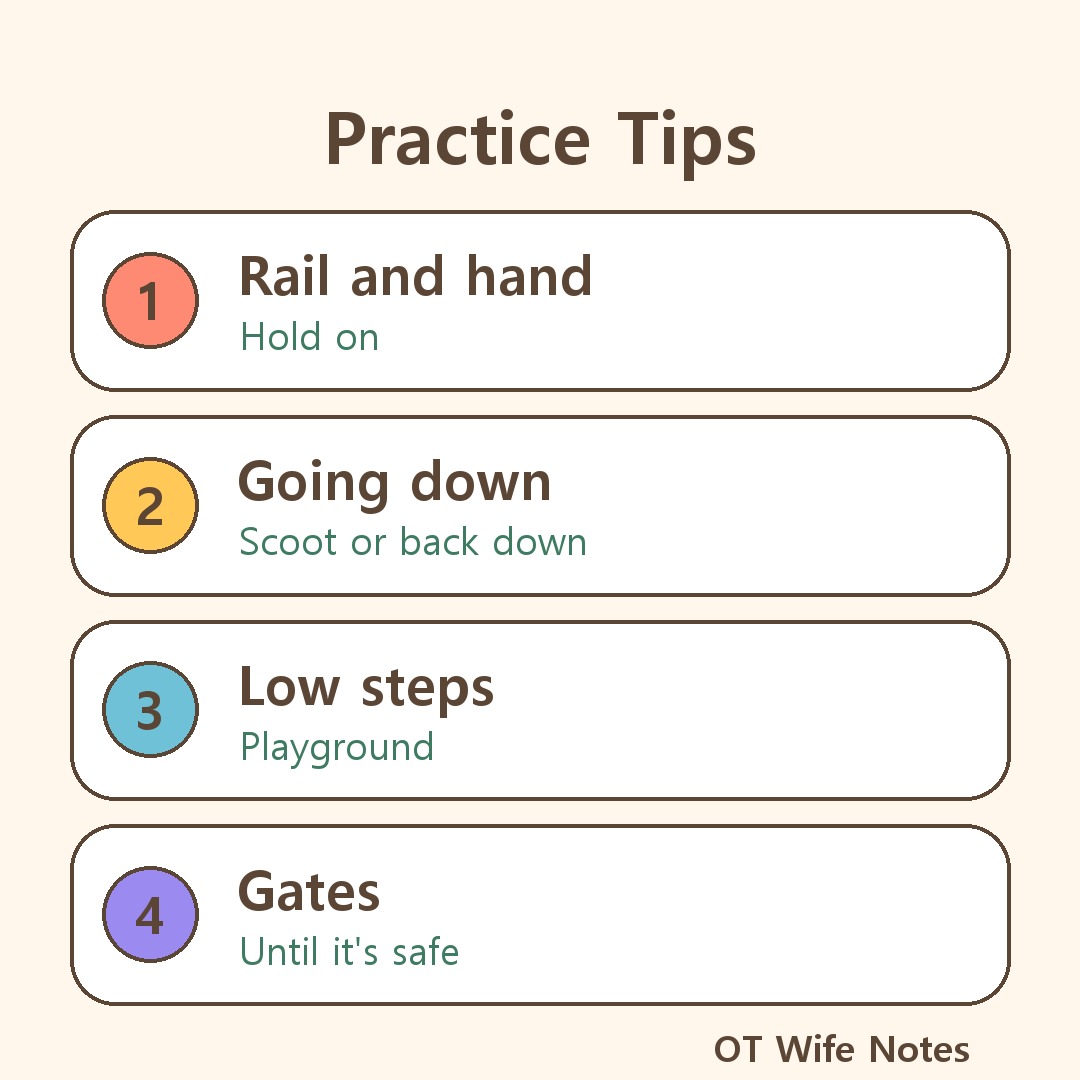 Practice Tips
1
Rail and hand
Hold on
2
Going down
Scoot or back down
3
Low steps
Playground
4
Gates
Until it's safe
OT Wife Notes